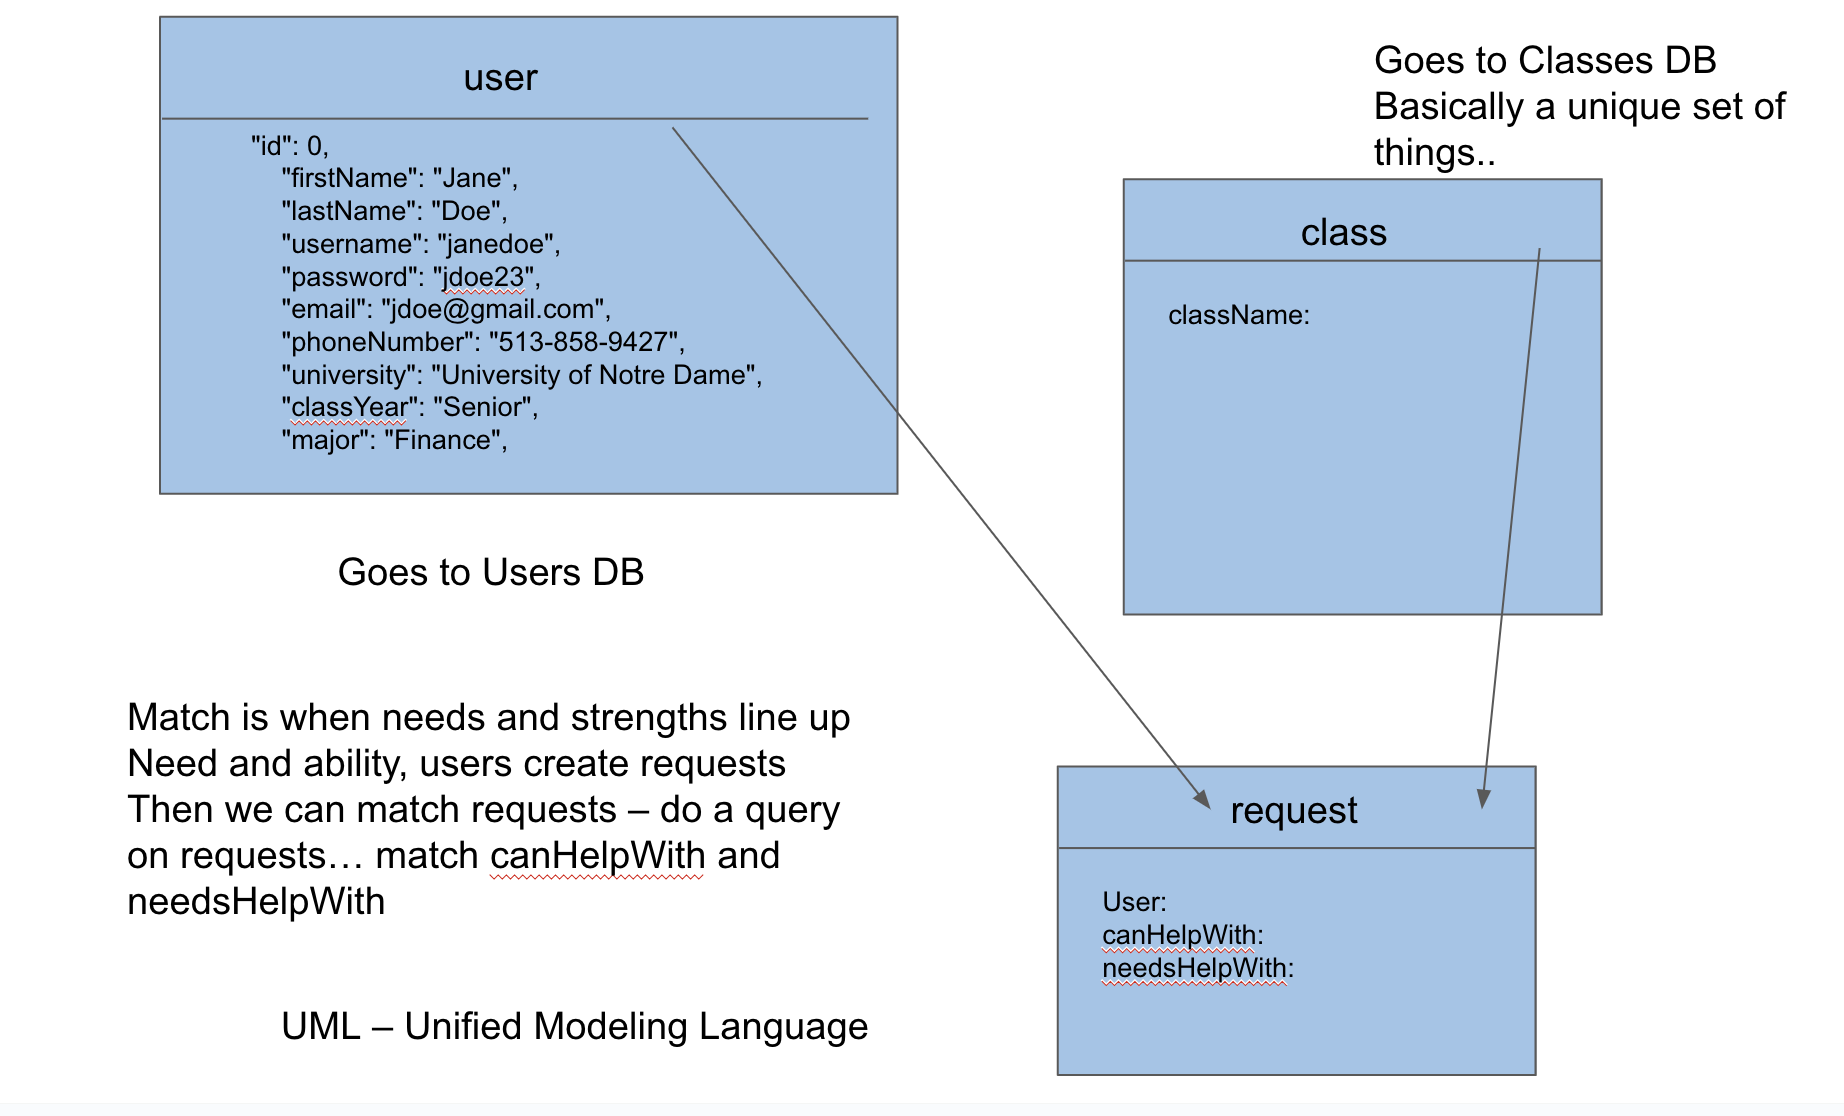 user
"id": 0,
"firstName": "Jane",
"lastName": "Doe",
"username": "janedoe",
"password": "jdoe23",
"email": "jdoe@gmail.com",
"phoneNumber": "513-858-9427",
"university": "University of Notre Dame",
"classYear": "Senior",
"major": "Finance",
Goes to Users DB
Goes to Classes DB
Basically a unique set of
things..
class
className:
Match is when needs and strengths line up
Need and ability, users create requests
Then we can match requests – do a query
on requests… match canHelpWith and
needsHelpWith
UML – Unified Modeling Language
request
User:
canHelpWith:
needsHelpWith: